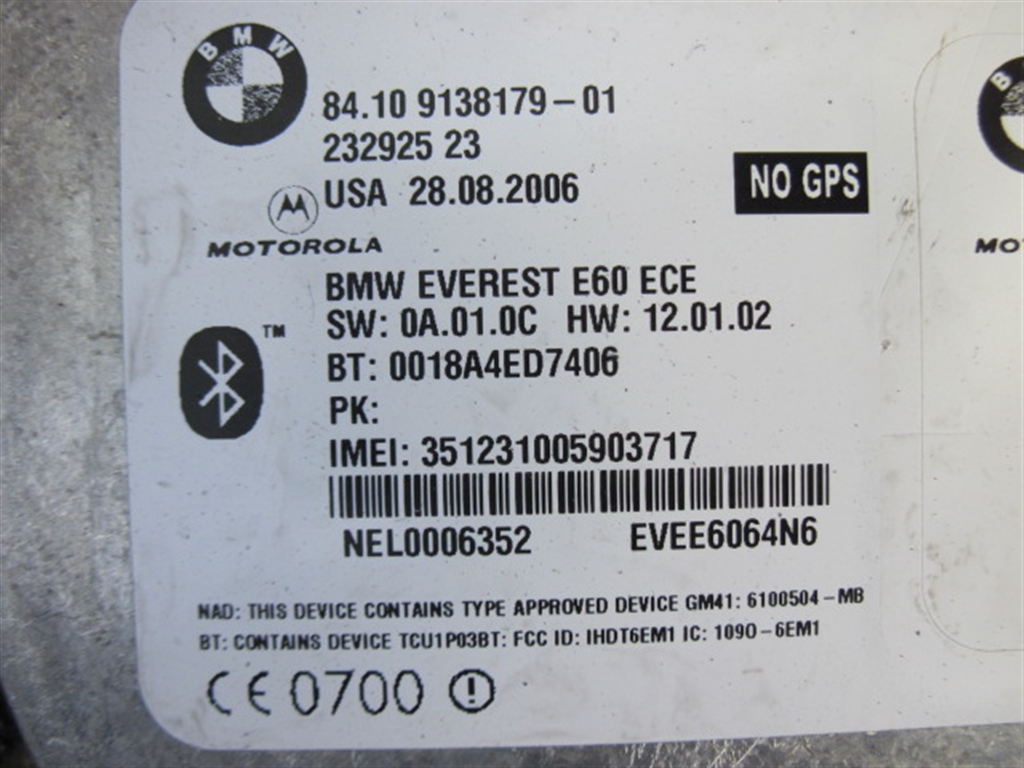 BMW
84.10 9138179-01
232925 23
USA 28.08.2006
NO GPS
MOTOROLA
BMW EVEREST E60 ECE
SW: 0A.01.0C HW: 12.01.02
TM
BT: 0018A4ED7406
PK:
IMEI: 351231005903717
NEL0006352 EVEE6064N6
NAD: THIS DEVICE CONTAINS TYPE APPROVED DEVICE GM41: 6100504-MB
BT: CONTAINS DEVICE TCU1P03BT: FCC ID: IHDT6EM1 IC: 1090-6EM1
CE 0700
B
MO